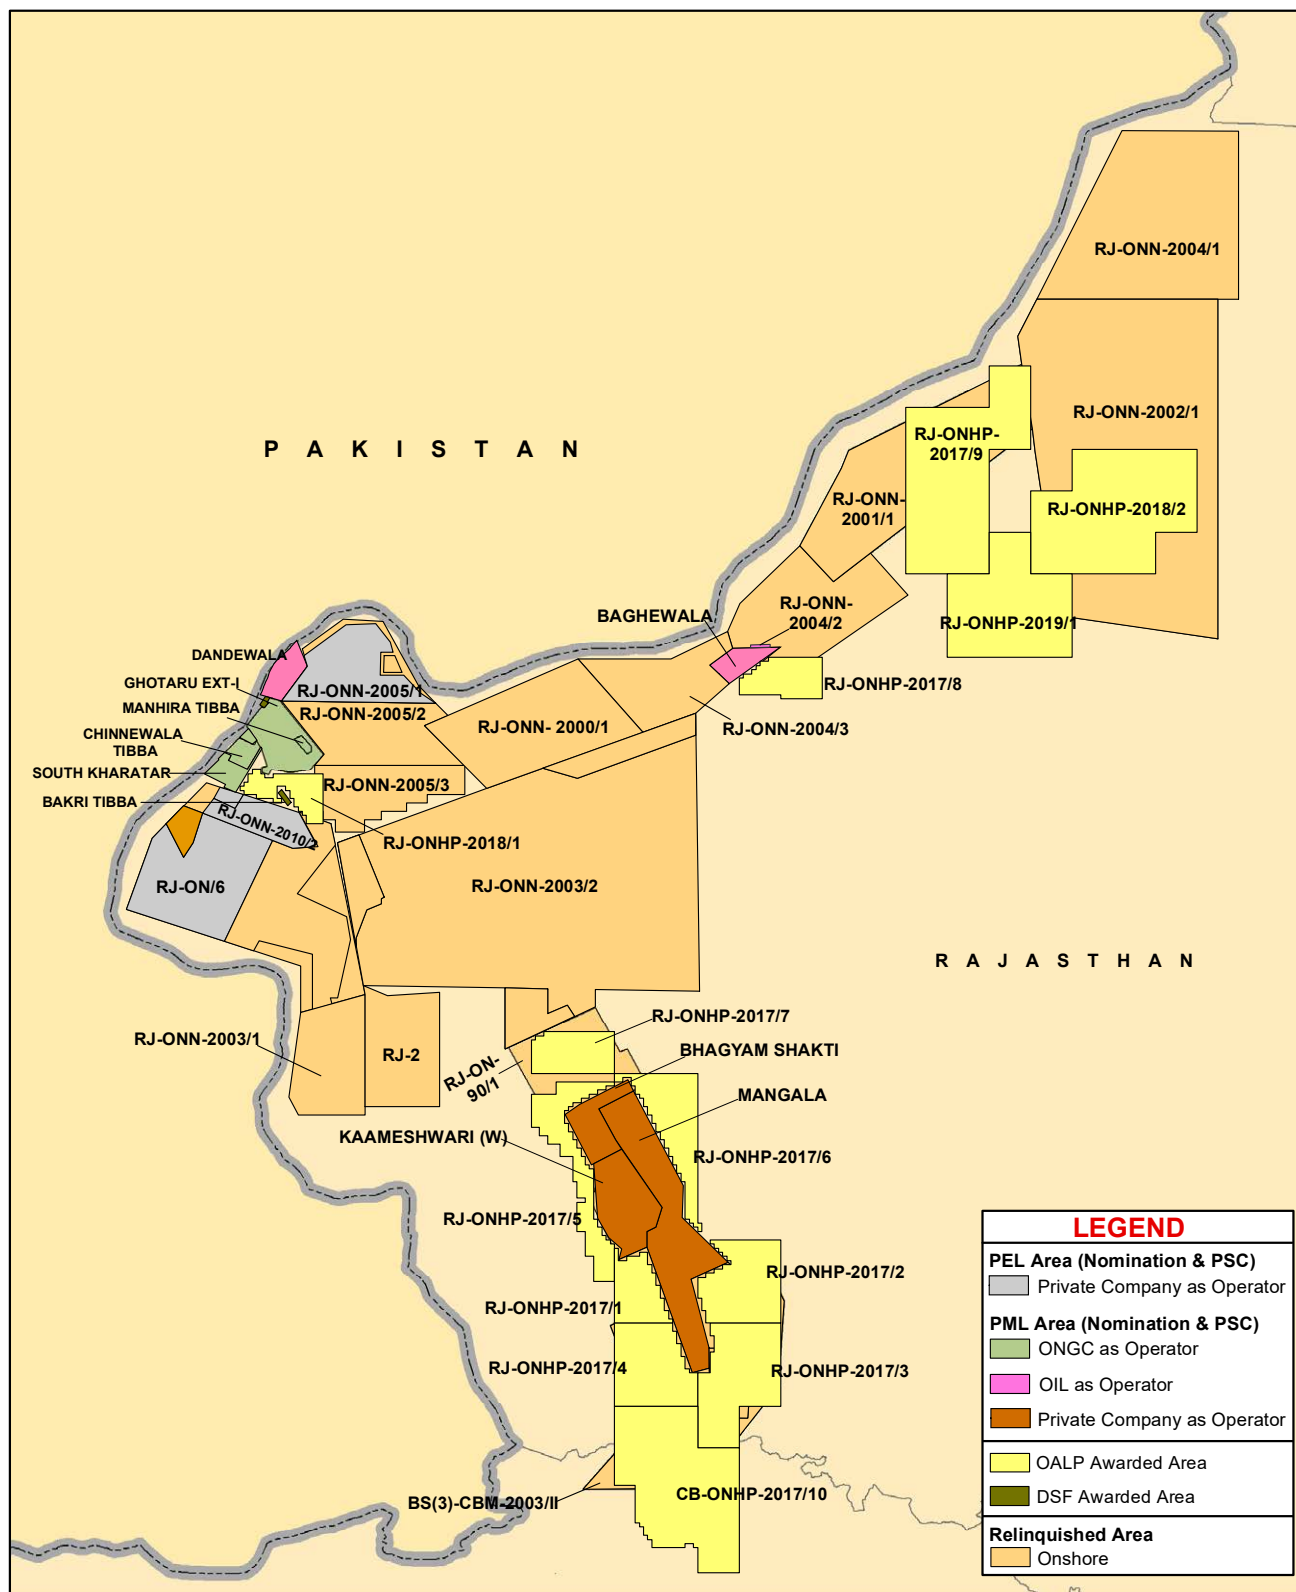 RJ-ONN-2004/1
RJ-ONN-2002/1
P A K I S T A N
RJ-ONHP-
2017/9
RJ-ONN-
2001/1
RJ-ONHP-2018/2
RJ-ONN-
2004/2
BAGHEWALA
RJ-ONHP-2019/1
DANDEWALA
GHOTARU EXT-I
RJ-ONN-2005/1
RJ-ONHP-2017/8
MANHIRA TIBBA
RJ-ONN-2005/2
RJ-ONN- 2000/1
RJ-ONN-2004/3
CHINNEWALA
TIBBA
SOUTH KHARATAR
RJ-ONN-2005/3
BAKRI TIBBA
RJ-ONN-2010/2
RJ-ONHP-2018/1
RJ-ON/6
RJ-ONN-2003/2
R A J A S T H A N
RJ-ONHP-2017/7
RJ-ONN-2003/1
RJ-2
BHAGYAM SHAKTI
RJ-ON-
90/1
MANGALA
KAAMESHWARI (W)
RJ-ONHP-2017/6
RJ-ONHP-2017/5
RJ-ONHP-2017/2
RJ-ONHP-2017/1
RJ-ONHP-2017/4
RJ-ONHP-2017/3
CB-ONHP-2017/10
BS(3)-CBM-2003/II
LEGEND
PEL Area (Nomination & PSC)
Private Company as Operator
PML Area (Nomination & PSC)
ONGC as Operator
OIL as Operator
Private Company as Operator
OALP Awarded Area
DSF Awarded Area
Relinquished Area
Onshore